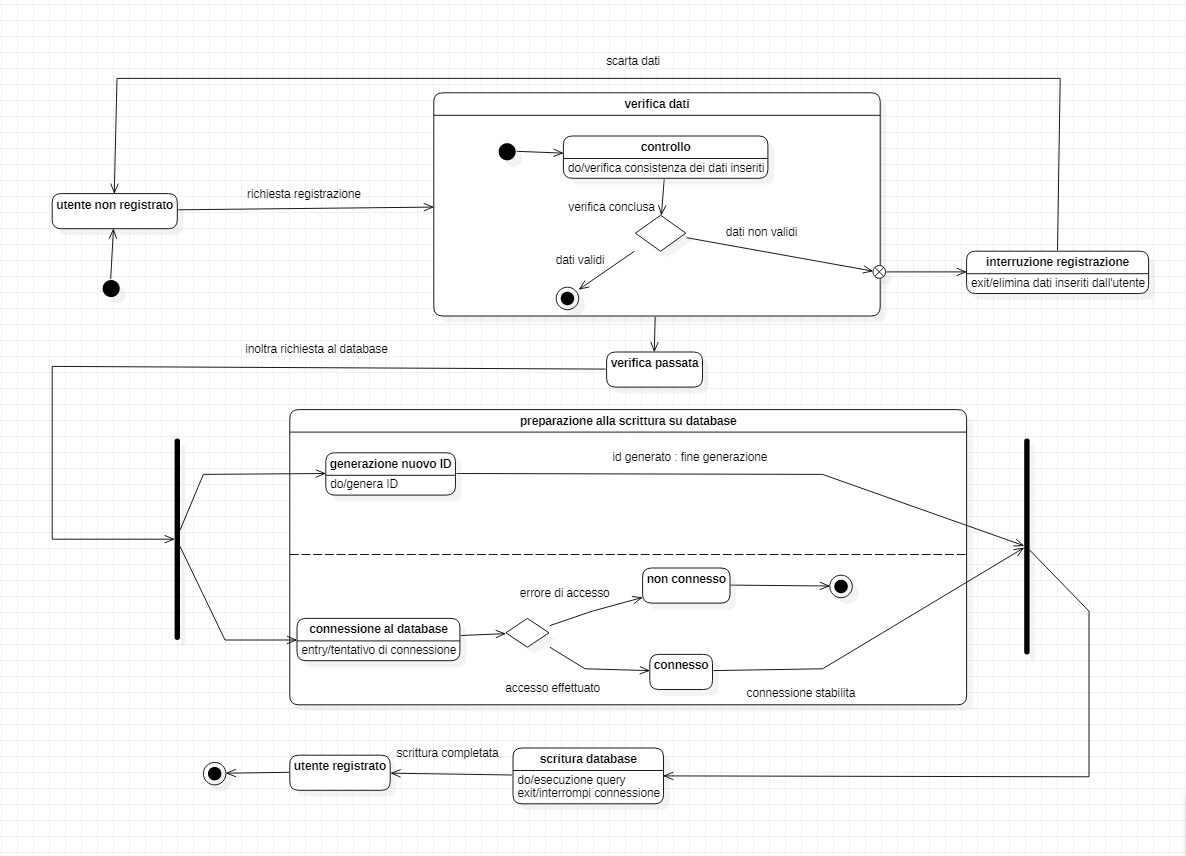 scarta dati
verifica dati
controllo
do/verifica consistenza dei dati inseriti
utente non registrato
richiesta registrazione
verifica conclusa
dati non validi
dati validi
interruzione registrazione
exit/elimina dati inseriti dall'utente
inoltra richiesta al database
verifica passata
preparazione alla scrittura su database
generazione nuovo ID
do/genera ID
id generato : fine generazione
non connesso
errore di accesso
connessione al database
entry/tentativo di connessione
connesso
accesso effettuato
connessione stabilita
scrittura completata
utente registrato
scritura database
do/esecuzione query
exit/interrompi connessione